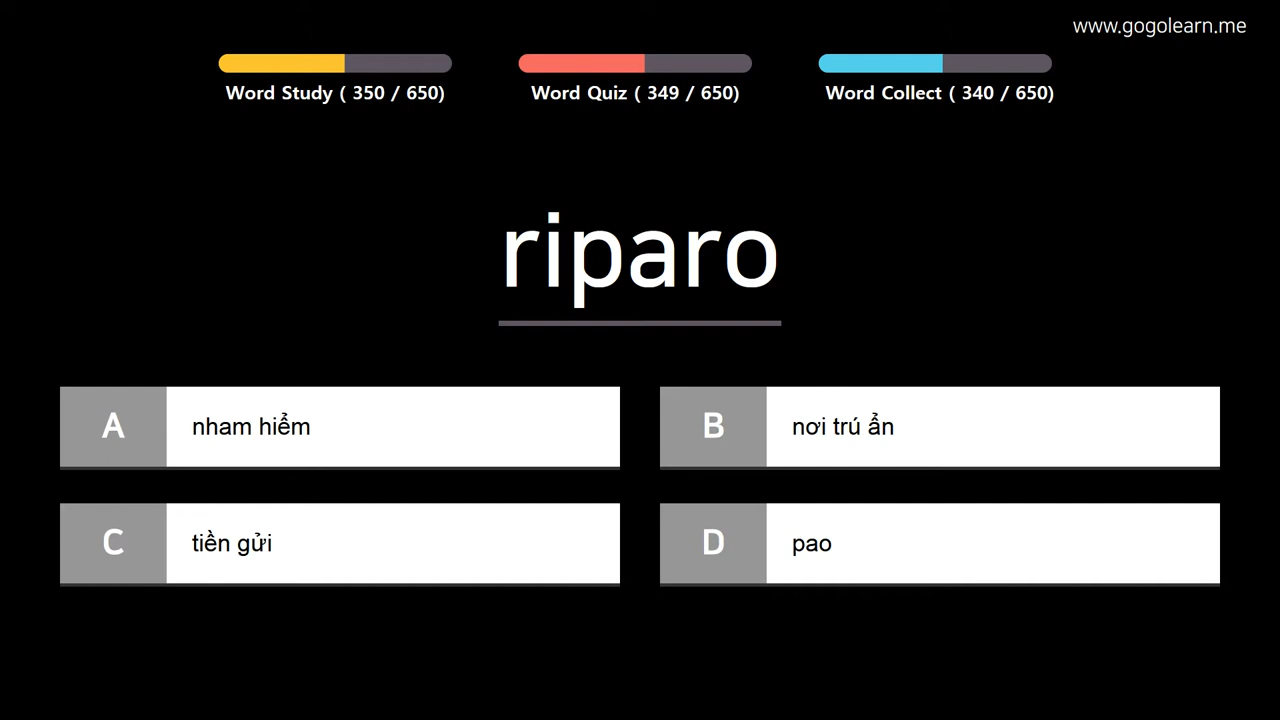 www.gogolearn.me
Word Study ( 350 / 650)
Word Quiz ( 349 / 650)
Word Collect ( 340 / 650)
riparo
A nham hiểm
B nơi trú ẩn
C tiền gửi
D pao